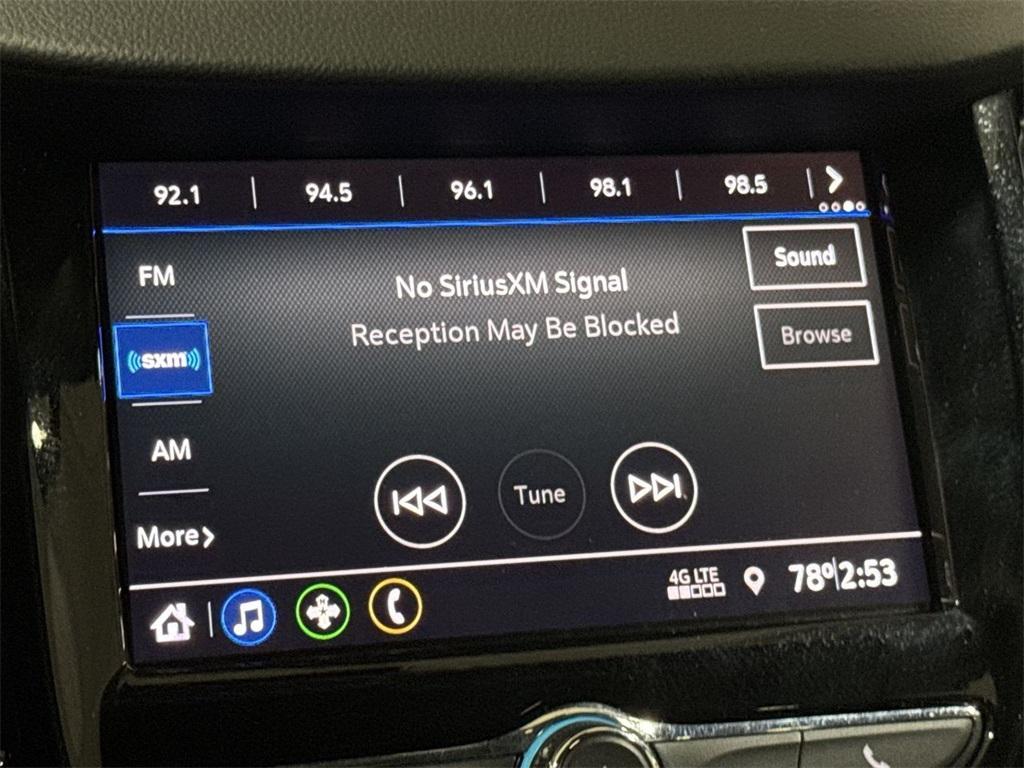 92.1 | 94.5 | 96.1 | 98.1 | 98.5 |
FM
No SiriusXM Signal
Sound
Reception May Be Blocked
Browse
sxm
AM
Tune
More
4G LTE
78° 2:53